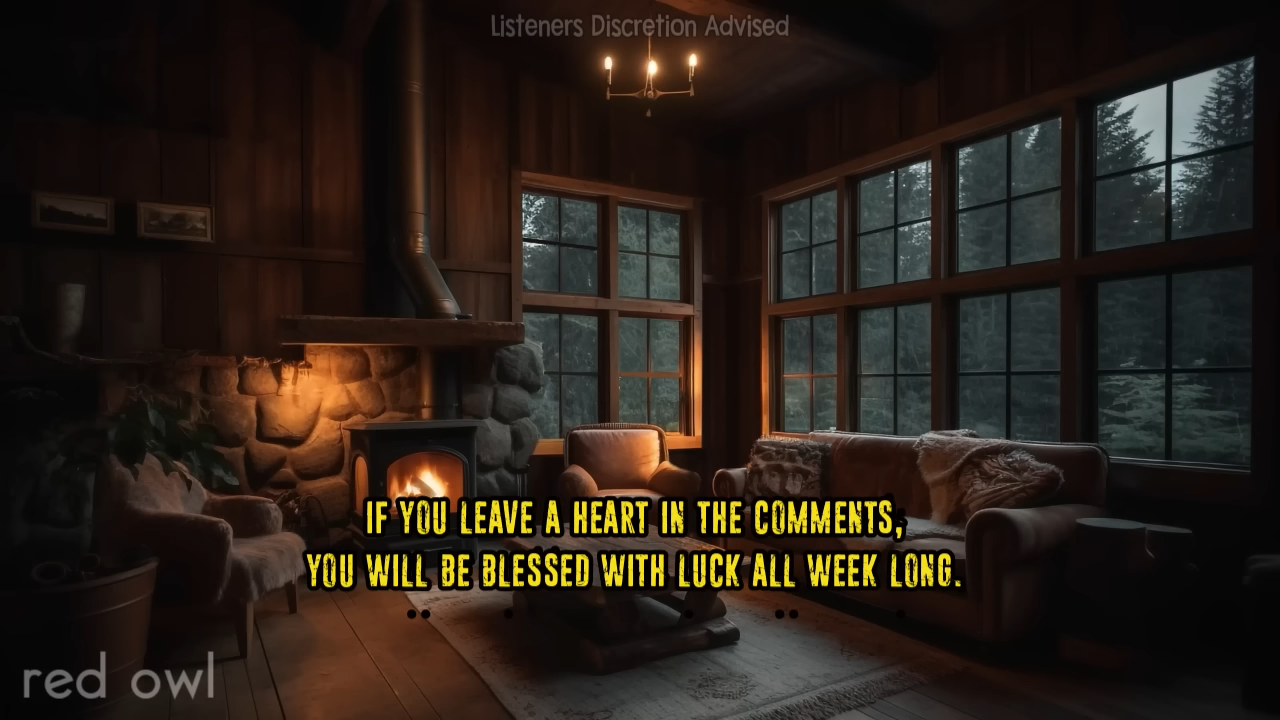 Listeners Discretion Advised
IF YOU LEAVE A HEART IN THE COMMENTS,
YOU WILL BE BLESSED WITH LUCK ALL WEEK LONG.
red owl